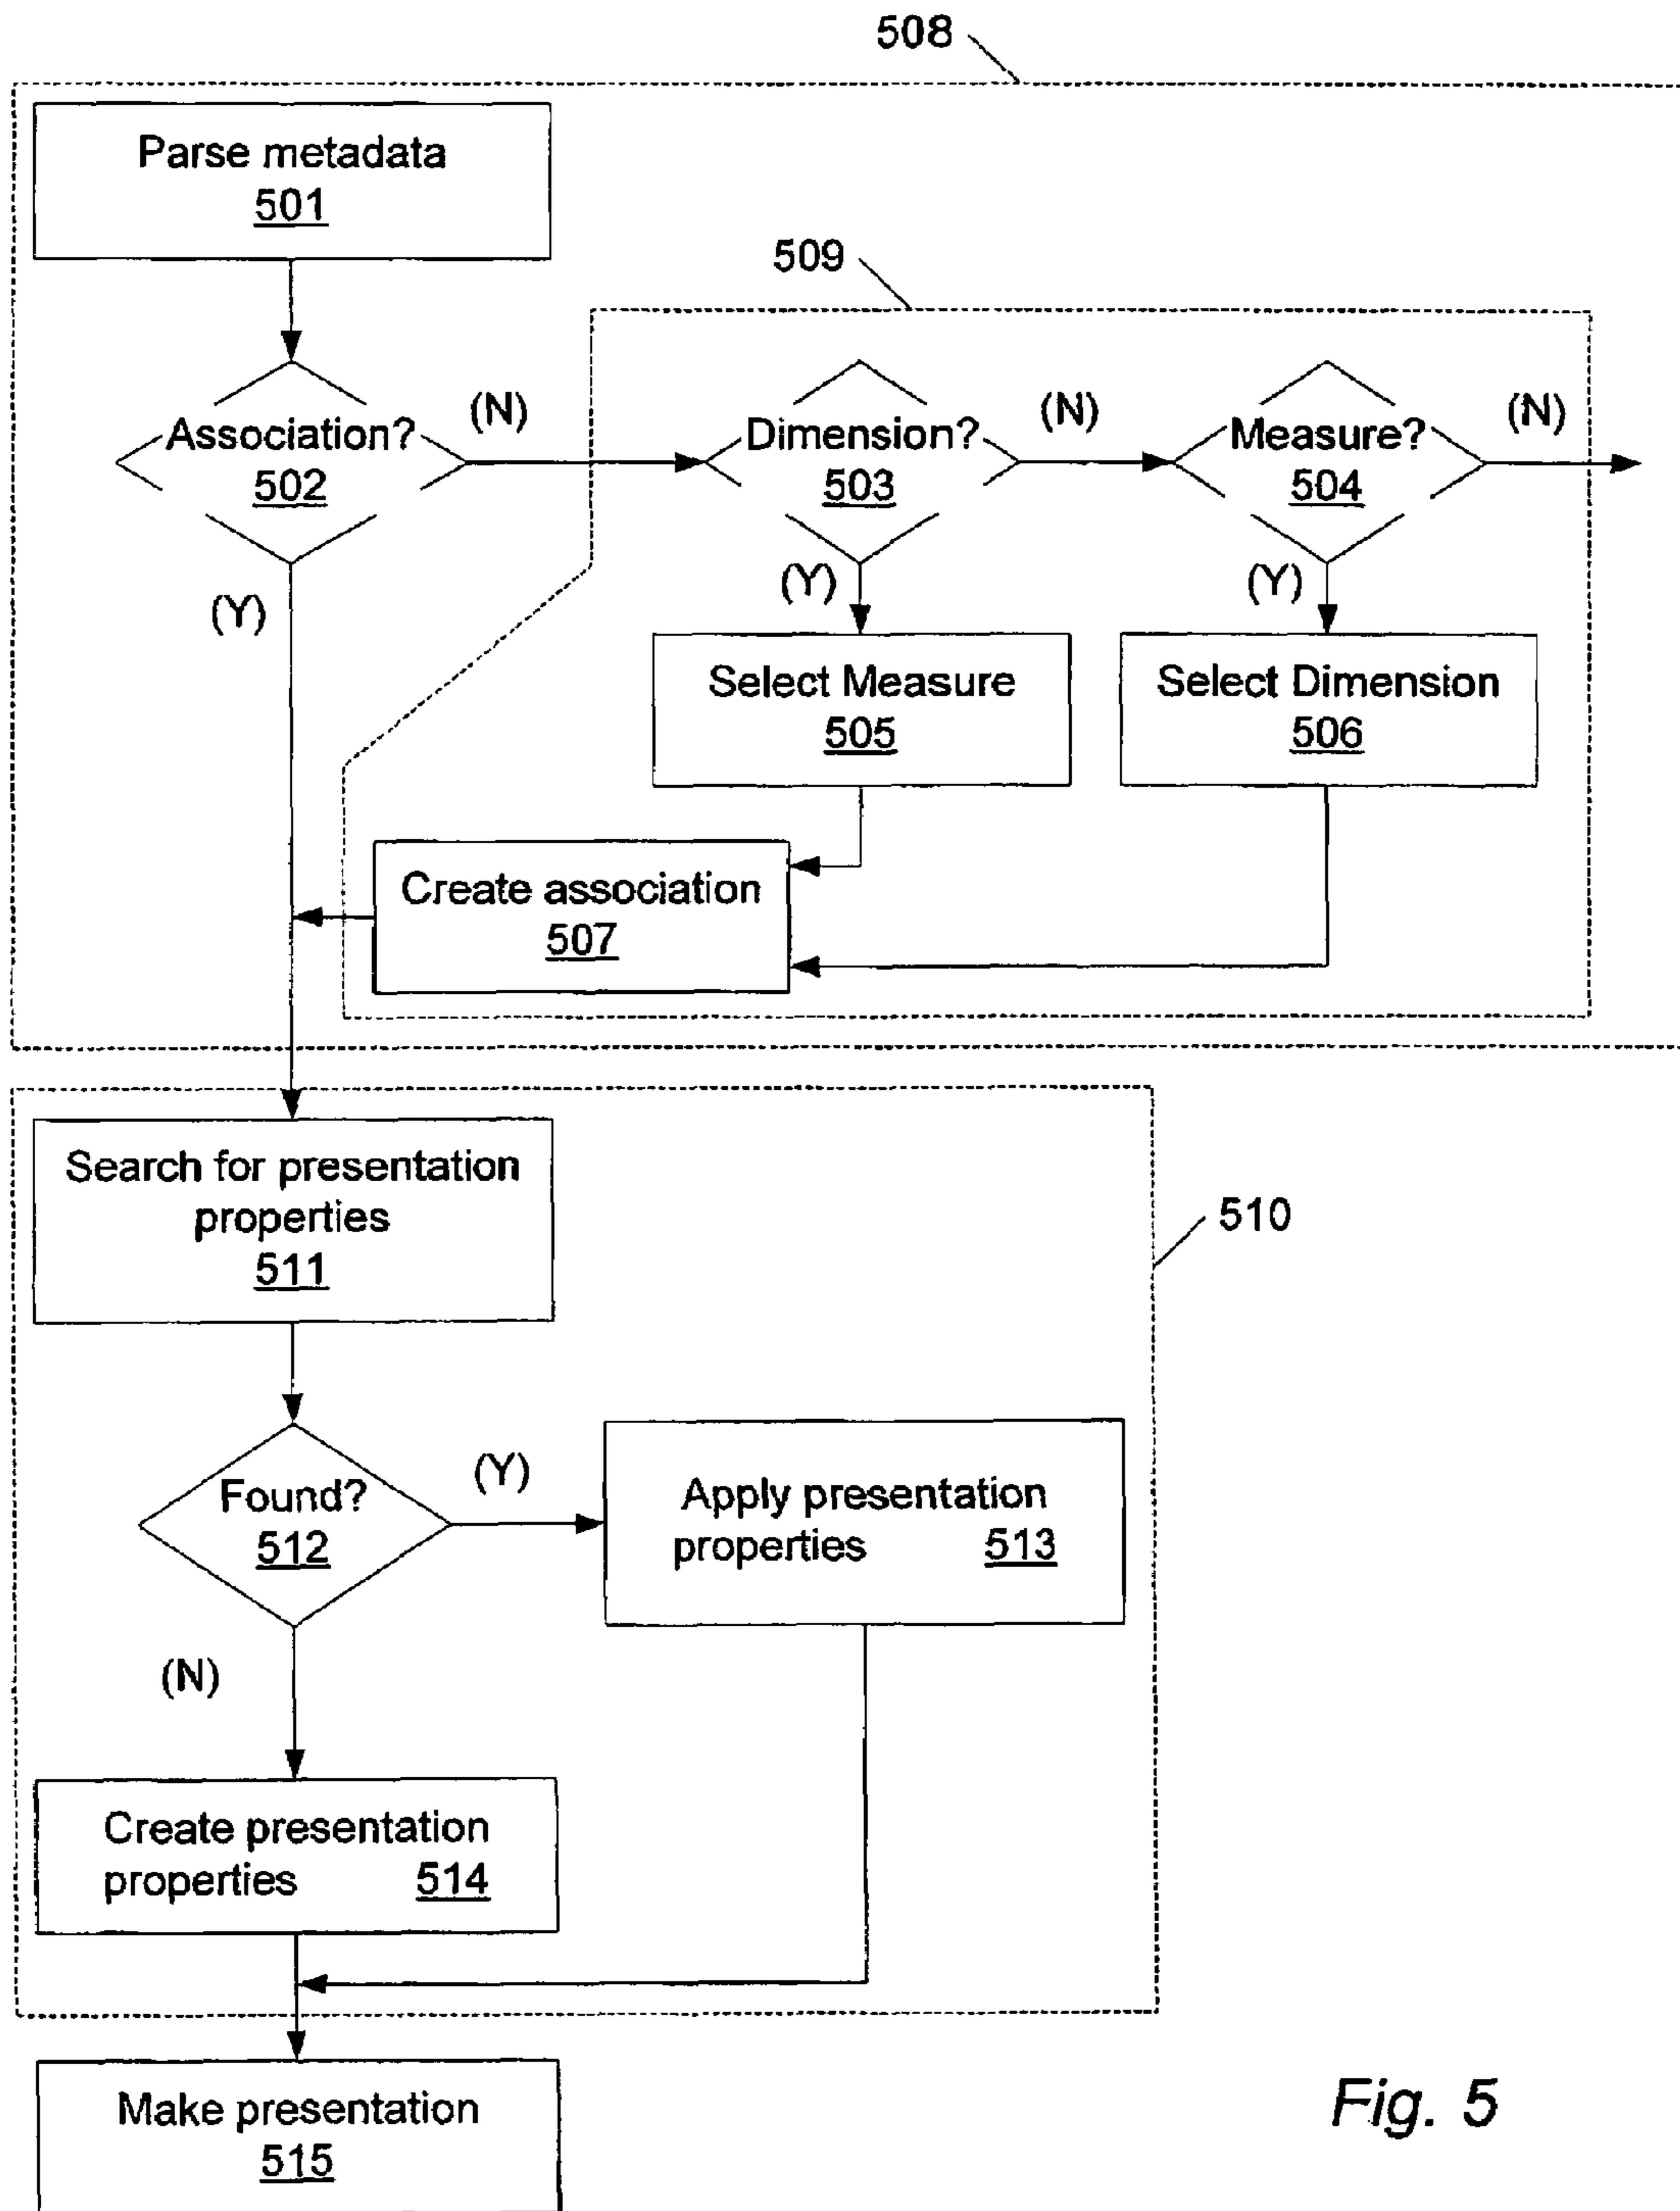 508
Parse metadata
501
509
Association?
502
(N)
Dimension?
503
(N)
Measure?
504
(N)
(Y)
(Y)
(Y)
Select Measure
505
Select Dimension
506
Create association
507
Search for presentation
properties
511
510
Found?
512
(Y)
Apply presentation
properties 513
(N)
Create presentation
properties 514
Make presentation
515
Fig. 5